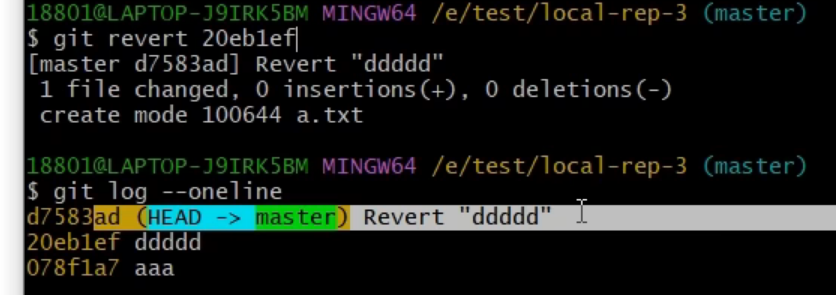 18801@LAPTOP-J9IRK5BM MINGW64 /e/test/local-rep-3 (master)
$ git revert 20eb1ef
[master d7583ad] Revert "ddddd"
 1 file changed, 0 insertions(+), 0 deletions(-)
 create mode 100644 a.txt
18801@LAPTOP-J9IRK5BM MINGW64 /e/test/local-rep-3 (master)
$ git log --oneline
d7583ad (HEAD -> master) Revert "ddddd"
20eb1ef ddddd
078f1a7 aaa